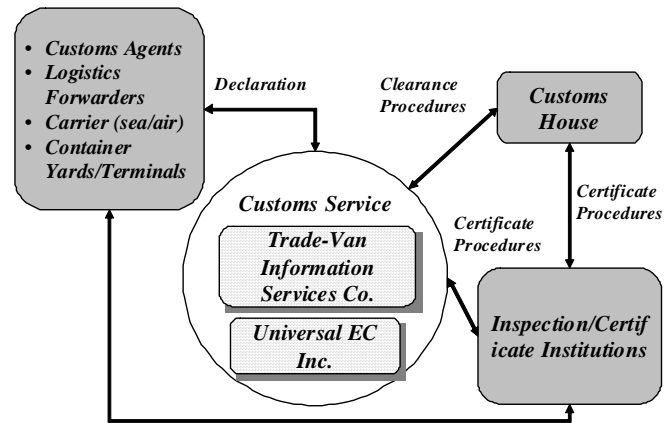 • Customs Agents
• Logistics
Forwarders
• Carrier (sea/air)
• Container
Yards/Terminals
Declaration
Clearance
Procedures
Customs
House
Customs Service
Trade-Van
Information
Services Co.
Universal EC
Inc.
Certificate
Procedures
Certificate
Procedures
Inspection/Certif
icate Institutions